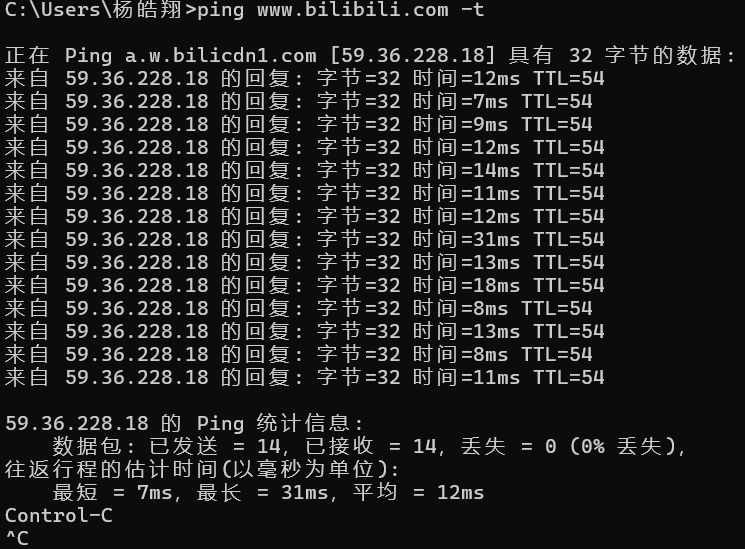 C:\Users\杨皓翔>ping www.bilibili.com -t
正在 Ping a.w.bilicdn1.com [59.36.228.18] 具有 32 字节的数据:
来自 59.36.228.18 的回复: 字节=32 时间=12ms TTL=54
来自 59.36.228.18 的回复: 字节=32 时间=7ms TTL=54
来自 59.36.228.18 的回复: 字节=32 时间=9ms TTL=54
来自 59.36.228.18 的回复: 字节=32 时间=12ms TTL=54
来自 59.36.228.18 的回复: 字节=32 时间=14ms TTL=54
来自 59.36.228.18 的回复: 字节=32 时间=11ms TTL=54
来自 59.36.228.18 的回复: 字节=32 时间=12ms TTL=54
来自 59.36.228.18 的回复: 字节=32 时间=31ms TTL=54
来自 59.36.228.18 的回复: 字节=32 时间=13ms TTL=54
来自 59.36.228.18 的回复: 字节=32 时间=18ms TTL=54
来自 59.36.228.18 的回复: 字节=32 时间=8ms TTL=54
来自 59.36.228.18 的回复: 字节=32 时间=13ms TTL=54
来自 59.36.228.18 的回复: 字节=32 时间=8ms TTL=54
来自 59.36.228.18 的回复: 字节=32 时间=11ms TTL=54
59.36.228.18 的 Ping 统计信息:
数据包: 已发送 = 14, 已接收 = 14, 丢失 = 0 (0% 丢失),
往返行程的估计时间(以毫秒为单位):
最短 = 7ms, 最长 = 31ms, 平均 = 12ms
Control-C
^C